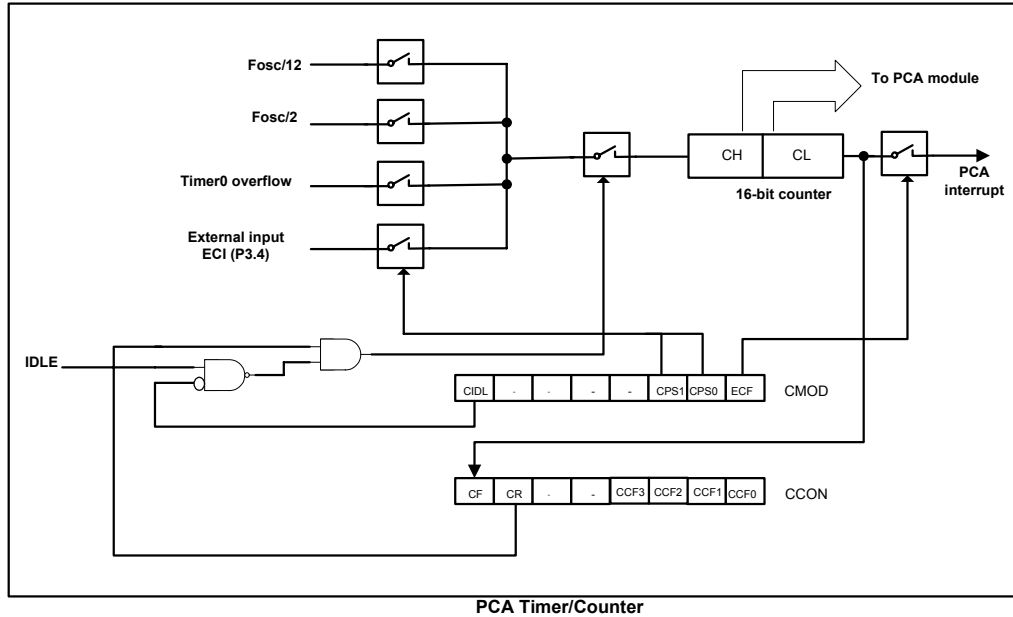 Fosc/12
Fosc/2
Timer0 overflow
External input
ECI (P3.4)
To PCA module
CH CL
16-bit counter
PCA
interrupt
IDLE
CIDL - - - - CPS1 CPS0 ECF CMOD
CF CR - - CCF3 CCF2 CCF1 CCF0 CCON
PCA Timer/Counter